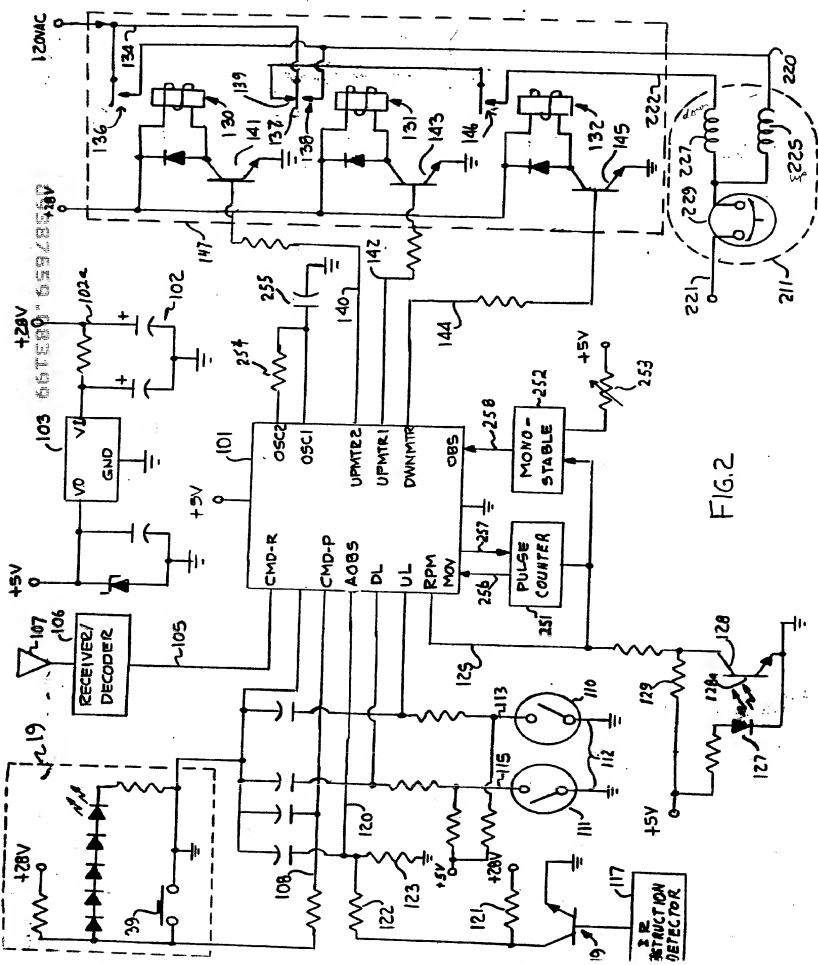 19
+28V
39
107
106
RECEIVER/
DECODER
105
+5V
103
VO
VI
GND
+28V
102a
102
+28V
120VAC
134
136
130
141
139
137
138
131
143
146
132
145
147
222
220
down
227
225
229
221
211
101
+5V
CMD-R
CMD-P
AOBS
DL
UL
RPM
MOV
OSC2
OSC1
UPMTR2
UPMTR1
DWNMTR
OBS
254
255
140
142
144
108
120
122
123
121
+5V
+28V
115
113
111
110
112
117
125
256
257
258
251
PULSE
COUNTER
252
MONO-
STABLE
253
+5V
129
128
128a
127
+5V
DETECTOR
FIG.2